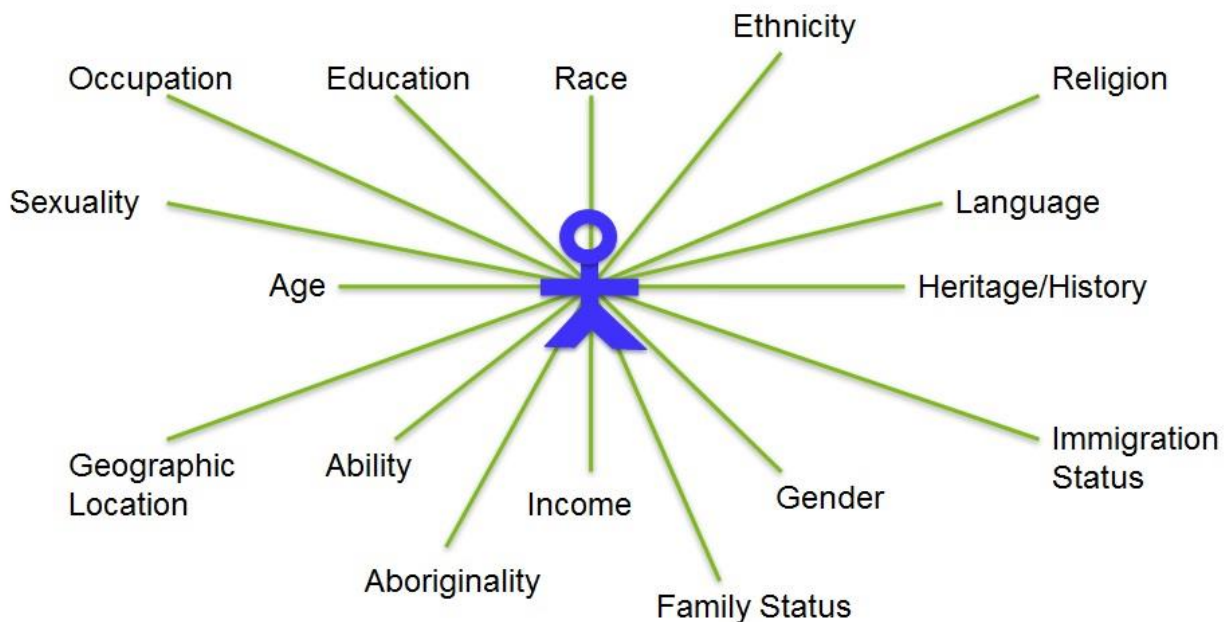 Ethnicity
Occupation
Education
Race
Religion
Sexuality
Language
Age
Heritage/History
Geographic
Location
Ability
Immigration
Status
Income
Gender
Aboriginality
Family Status